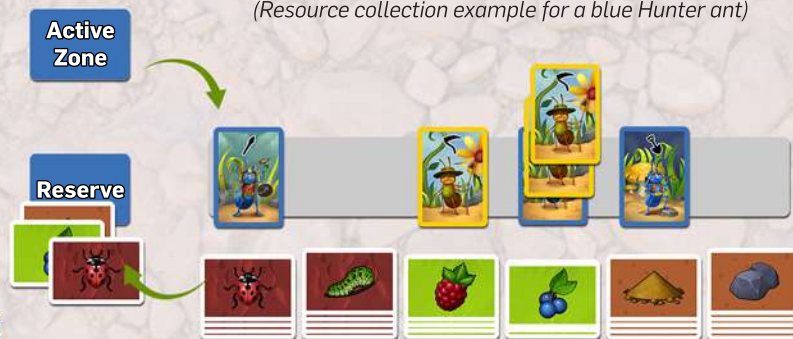 (Resource collection example for a blue Hunter ant)
Active
Zone
Reserve